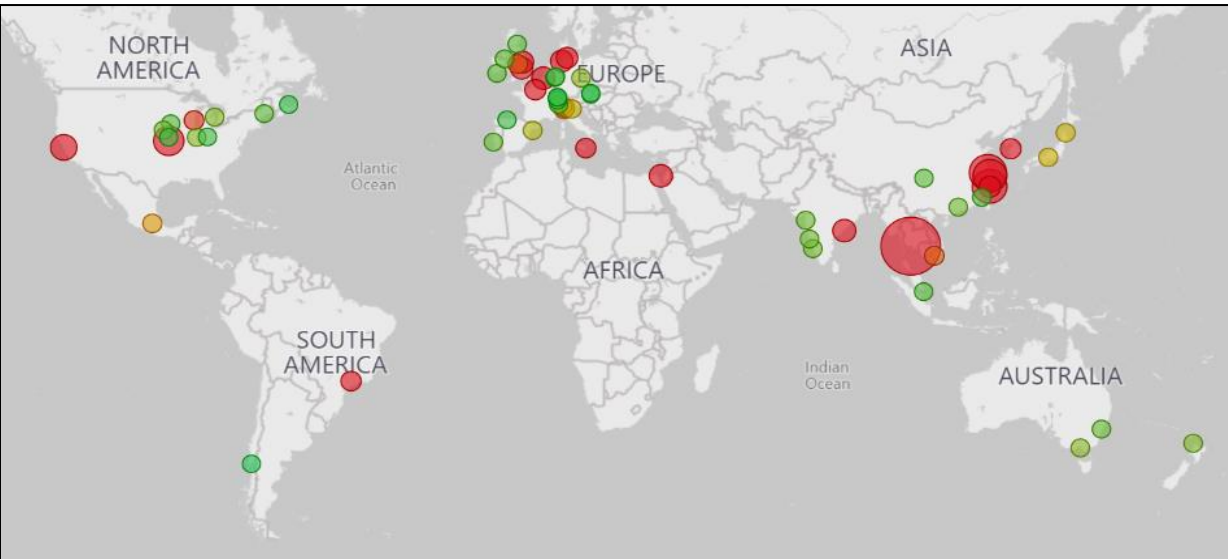 NORTH
AMERICA
EUROPE
ASIA
Atlantic
Ocean
AFRICA
SOUTH
AMERICA
Indian
Ocean
AUSTRALIA